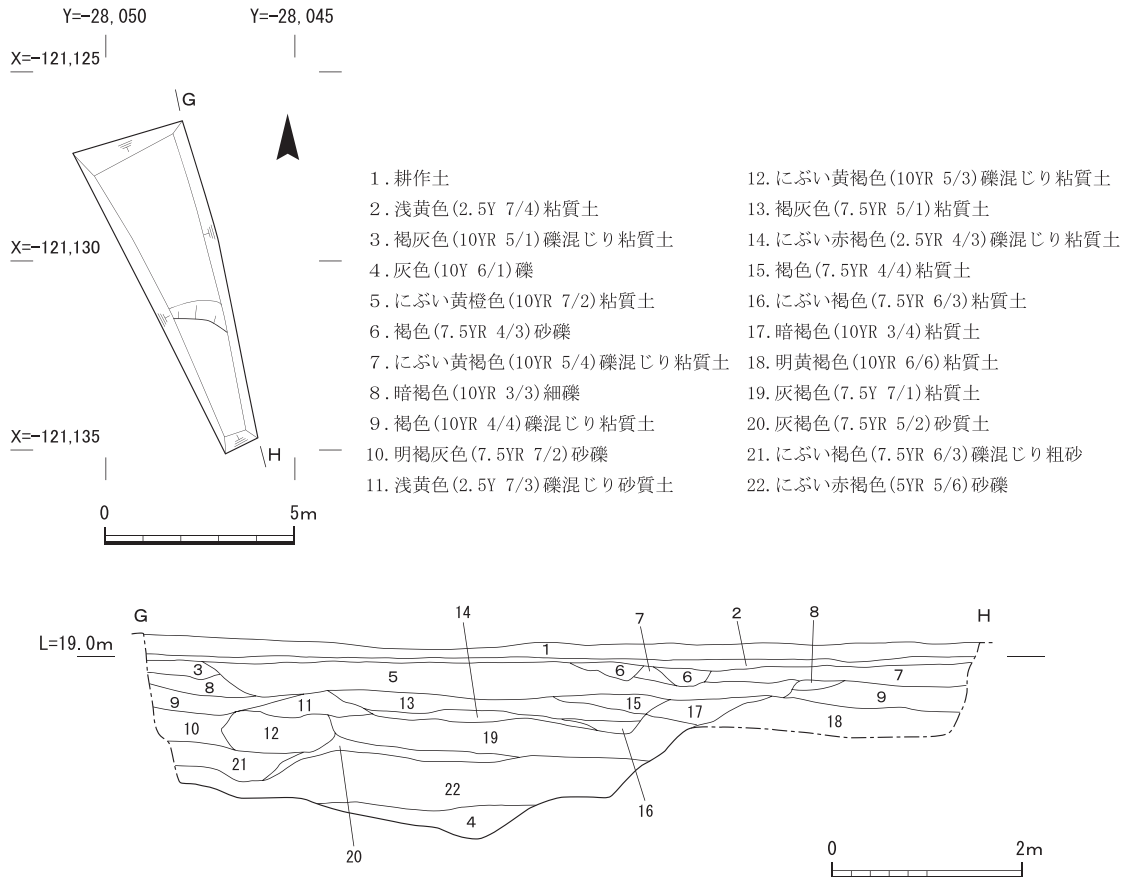 Y=-28,050
Y=-28,045
X=-121,125
G
X=-121,130
X=-121,135
H
0 5m
1.耕作土
2.浅黄色(2.5Y 7/4)粘質土
3.褐灰色(10YR 5/1)礫混じり粘質土
4.灰色(10Y 6/1)礫
5.にぶい黄橙色(10YR 7/2)粘質土
6.褐色(7.5YR 4/3)砂礫
7.にぶい黄褐色(10YR 5/4)礫混じり粘質土
8.暗褐色(10YR 3/3)細礫
9.褐色(10YR 4/4)礫混じり粘質土
10.明褐灰色(7.5YR 7/2)砂礫
11.浅黄色(2.5Y 7/3)礫混じり砂質土
12.にぶい黄褐色(10YR 5/3)礫混じり粘質土
13.褐灰色(7.5YR 5/1)粘質土
14.にぶい赤褐色(2.5YR 4/3)礫混じり粘質土
15.褐色(7.5YR 4/4)粘質土
16.にぶい褐色(7.5YR 6/3)粘質土
17.暗褐色(10YR 3/4)粘質土
18.明黄褐色(10YR 6/6)粘質土
19.灰褐色(7.5Y 7/1)粘質土
20.灰褐色(7.5YR 5/2)砂質土
21.にぶい褐色(7.5YR 6/3)礫混じり粗砂
22.にぶい赤褐色(5YR 5/6)砂礫
G 14 7 2 8 H
L=19.0m
1
3 5 6 6 7
8 9
9 11 13 15 17
10 12 19 18
21
22 16
4
20
0 2m